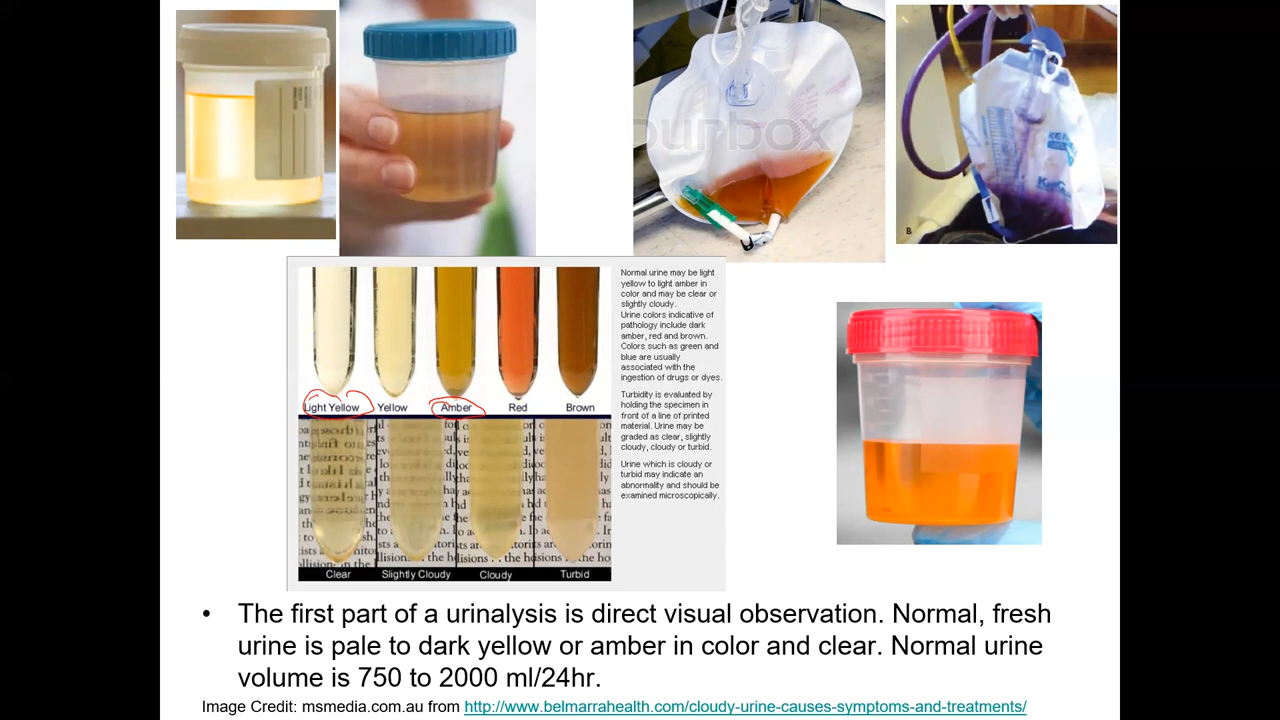 ourbox
KEN
B
Normal urine may be light
yellow to light amber in
color and may be clear or
slightly cloudy.
Urine colors indicative of
pathology include dark
amber, red and brown.
Colors such as green and
blue are usually
associated with the
ingestion of drugs or dyes.
Turbidity is evaluated by
holding the specimen in
front of a line of printed
material. Urine may be
graded as clear, slightly
cloudy, cloudy or turbid.
Urine which is cloudy or
turbid may indicate an
abnormality and should be
examined microscopically.
Light Yellow Yellow Amber Red Brown
Clear Slightly Cloudy Cloudy Turbid
• The first part of a urinalysis is direct visual observation. Normal, fresh
urine is pale to dark yellow or amber in color and clear. Normal urine
volume is 750 to 2000 ml/24hr.
Image Credit: msmedia.com.au from http://www.belmarrahealth.com/cloudy-urine-causes-symptoms-and-treatments/